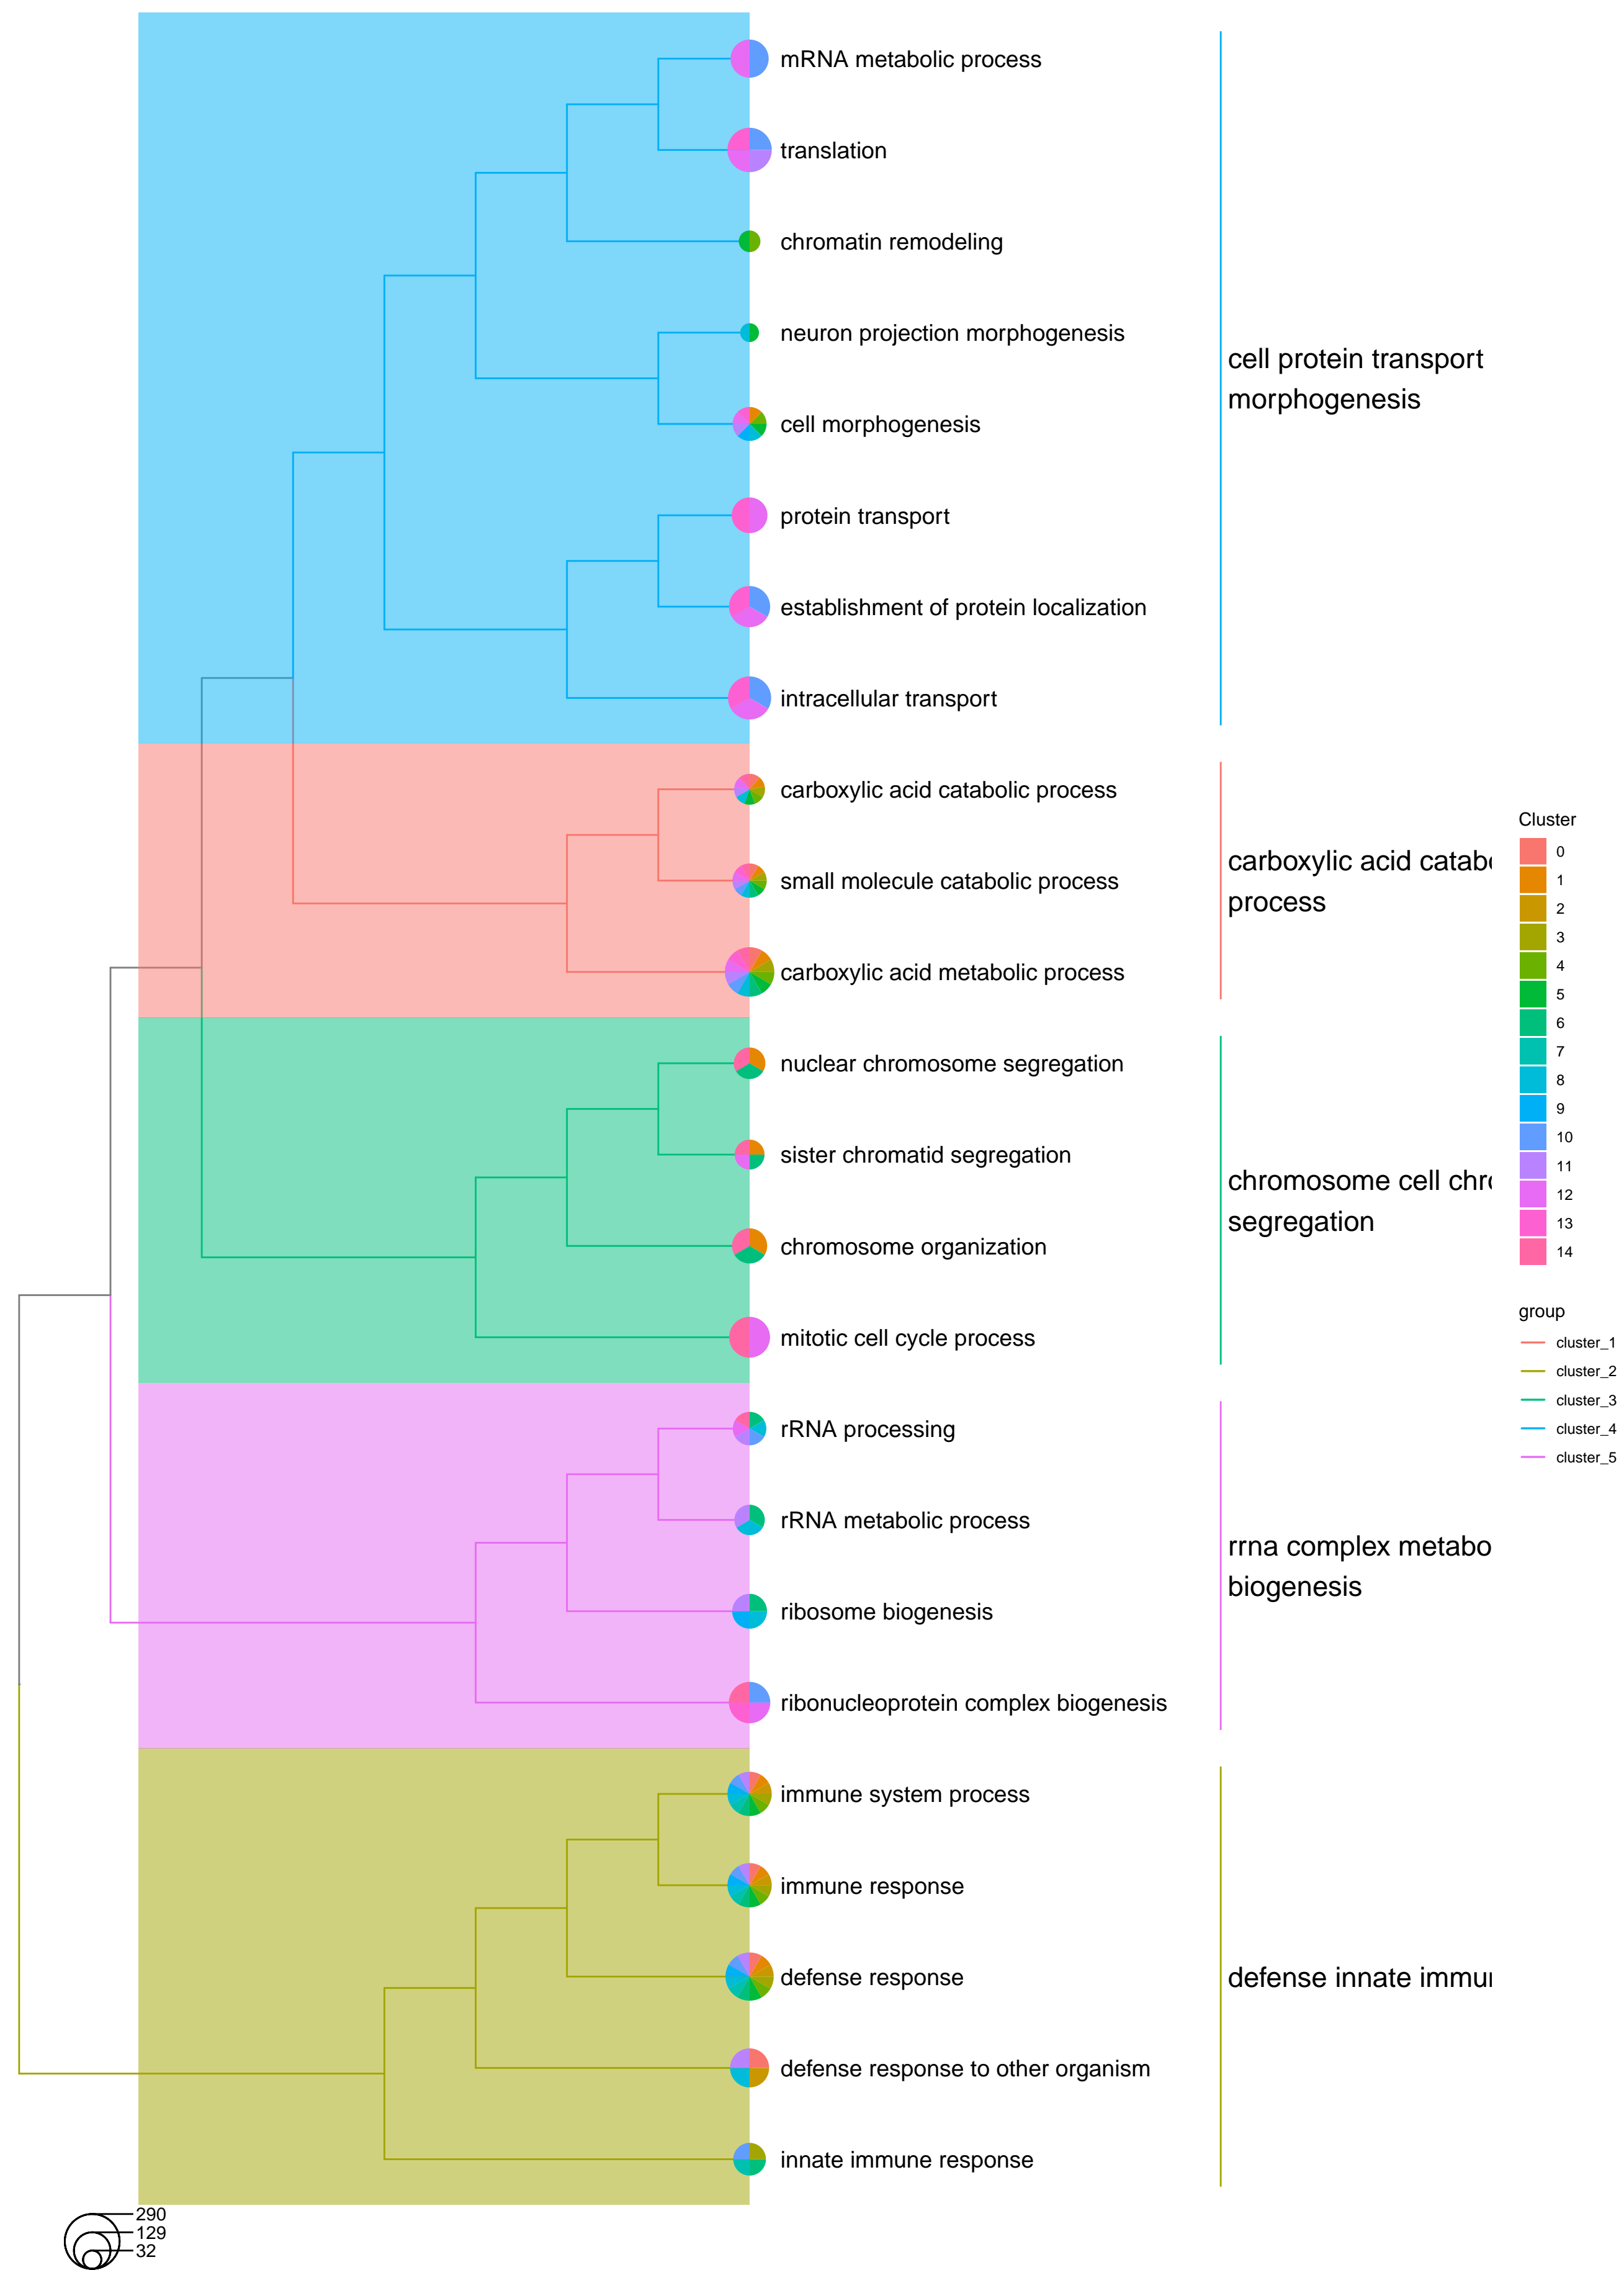 mRNA metabolic process
translation
chromatin remodeling
neuron projection morphogenesis
cell morphogenesis
protein transport
establishment of protein localization
intracellular transport
carboxylic acid catabolic process
small molecule catabolic process
carboxylic acid metabolic process
nuclear chromosome segregation
sister chromatid segregation
chromosome organization
mitotic cell cycle process
rRNA processing
rRNA metabolic process
ribosome biogenesis
ribonucleoprotein complex biogenesis
immune system process
immune response
defense response
defense response to other organism
innate immune response
cell protein transport
morphogenesis
carboxylic acid
process
chromosome cell
segregation
rrna complex metabo
biogenesis
defense innate
Cluster
0
1
2
3
4
5
6
7
8
9
10
11
12
13
14
group
cluster_1
cluster_2
cluster_3
cluster_4
cluster_5
290
129
32